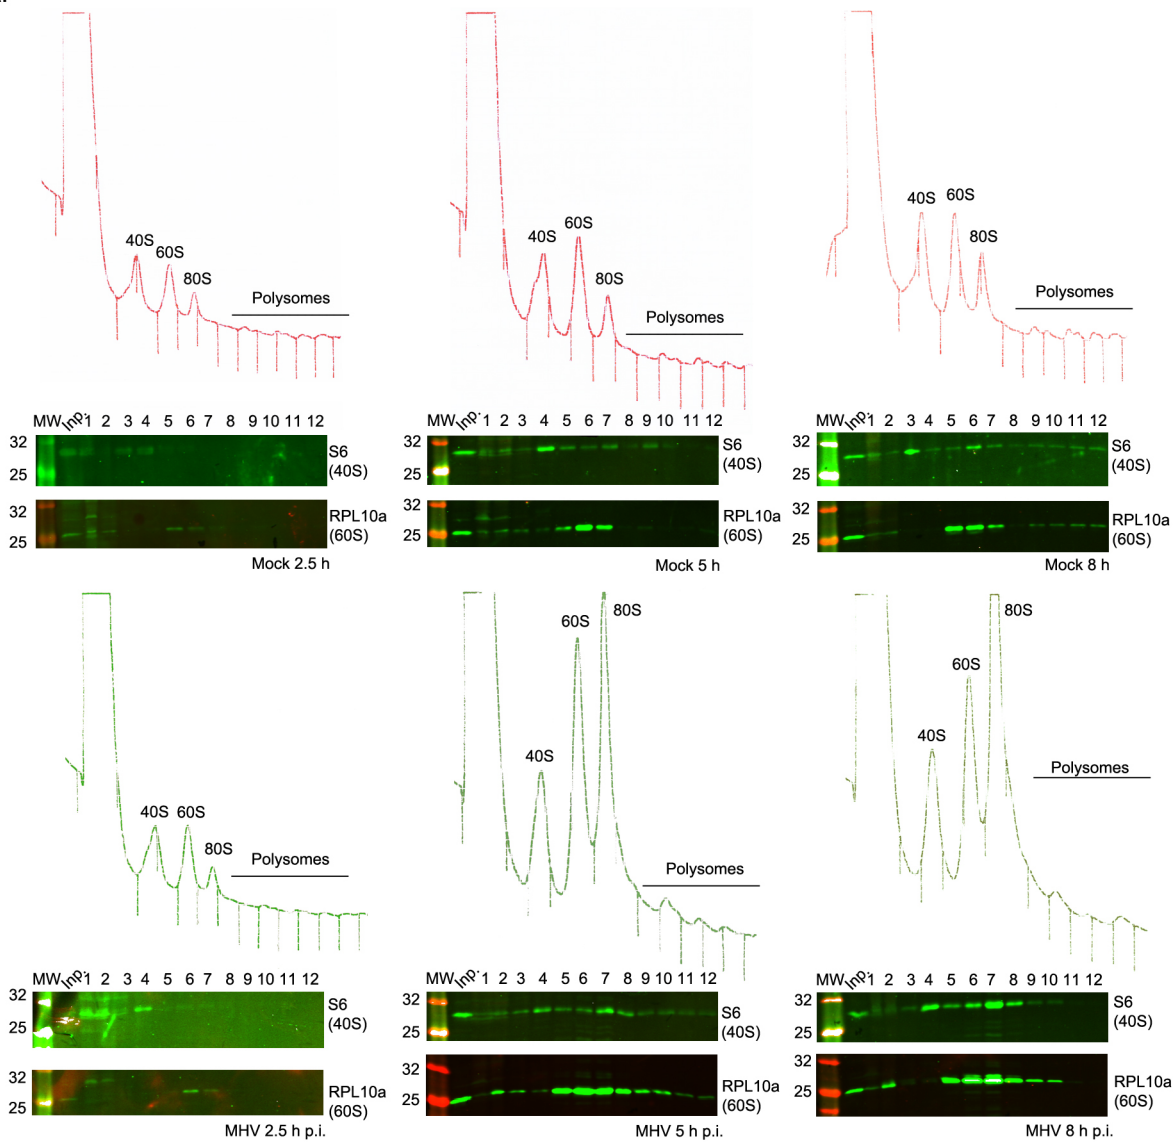 40S 60S 80S Polysomes
40S 60S 80S Polysomes
40S 60S 80S Polysomes
MW Inp. 1 2 3 4 5 6 7 8 9 10 11 12
32 S6
25 (40S)
32 RPL10a
25 (60S)
Mock 2.5 h
MW Inp. 1 2 3 4 5 6 7 8 9 10 11 12
32 S6
25 (40S)
32 RPL10a
25 (60S)
Mock 5 h
MW Inp. 1 2 3 4 5 6 7 8 9 10 11 12
32 S6
25 (40S)
32 RPL10a
25 (60S)
Mock 8 h
40S 60S 80S Polysomes
40S 60S 80S Polysomes
40S 60S 80S Polysomes
MW Inp. 1 2 3 4 5 6 7 8 9 10 11 12
32 S6
25 (40S)
32 RPL10a
25 (60S)
MHV 2.5 h p.i.
MW Inp. 1 2 3 4 5 6 7 8 9 10 11 12
32 S6
25 (40S)
32 RPL10a
25 (60S)
MHV 5 h p.i.
MW Inp. 1 2 3 4 5 6 7 8 9 10 11 12
32 S6
25 (40S)
32 RPL10a
25 (60S)
MHV 8 h p.i.